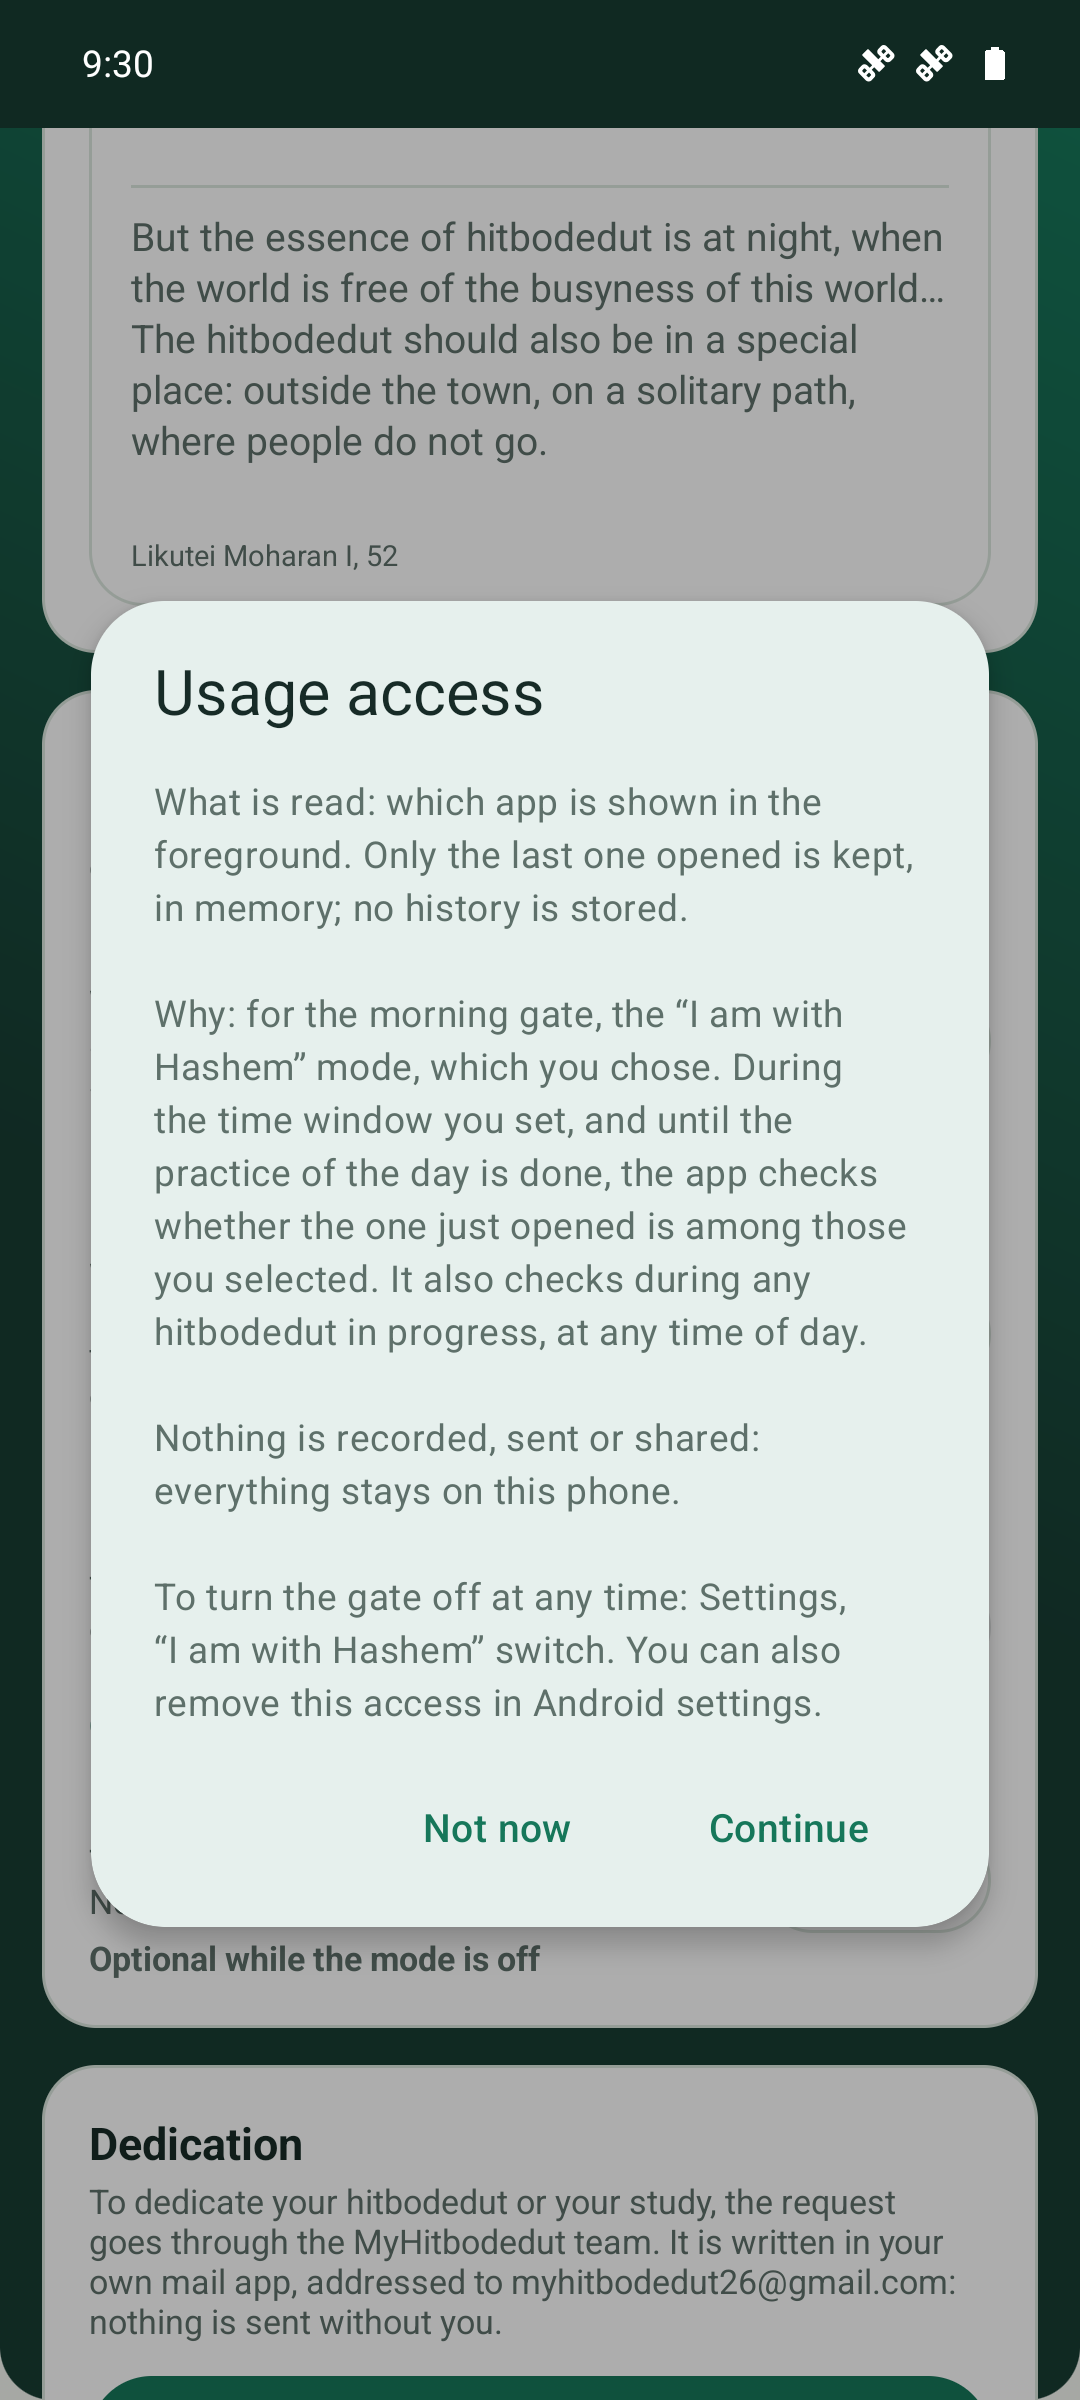 9:30
But the essence of hitbodedut is at night, when
the world is free of the busyness of this world…
The hitbodedut should also be in a special
place: outside the town, on a solitary path,
where people do not go.
Likutei Moharan I, 52
Usage access
What is read: which app is shown in the
foreground. Only the last one opened is kept,
in memory; no history is stored.
Why: for the morning gate, the “I am with
Hashem” mode, which you chose. During
the time window you set, and until the
practice of the day is done, the app checks
whether the one just opened is among those
you selected. It also checks during any
hitbodedut in progress, at any time of day.
Nothing is recorded, sent or shared:
everything stays on this phone.
To turn the gate off at any time: Settings,
“I am with Hashem” switch. You can also
remove this access in Android settings.
Not now
Continue
Optional while the mode is off
Dedication
To dedicate your hitbodedut or your study, the request
goes through the MyHitbodedut team. It is written in your
own mail app, addressed to myhitbodedut26@gmail.com:
nothing is sent without you.